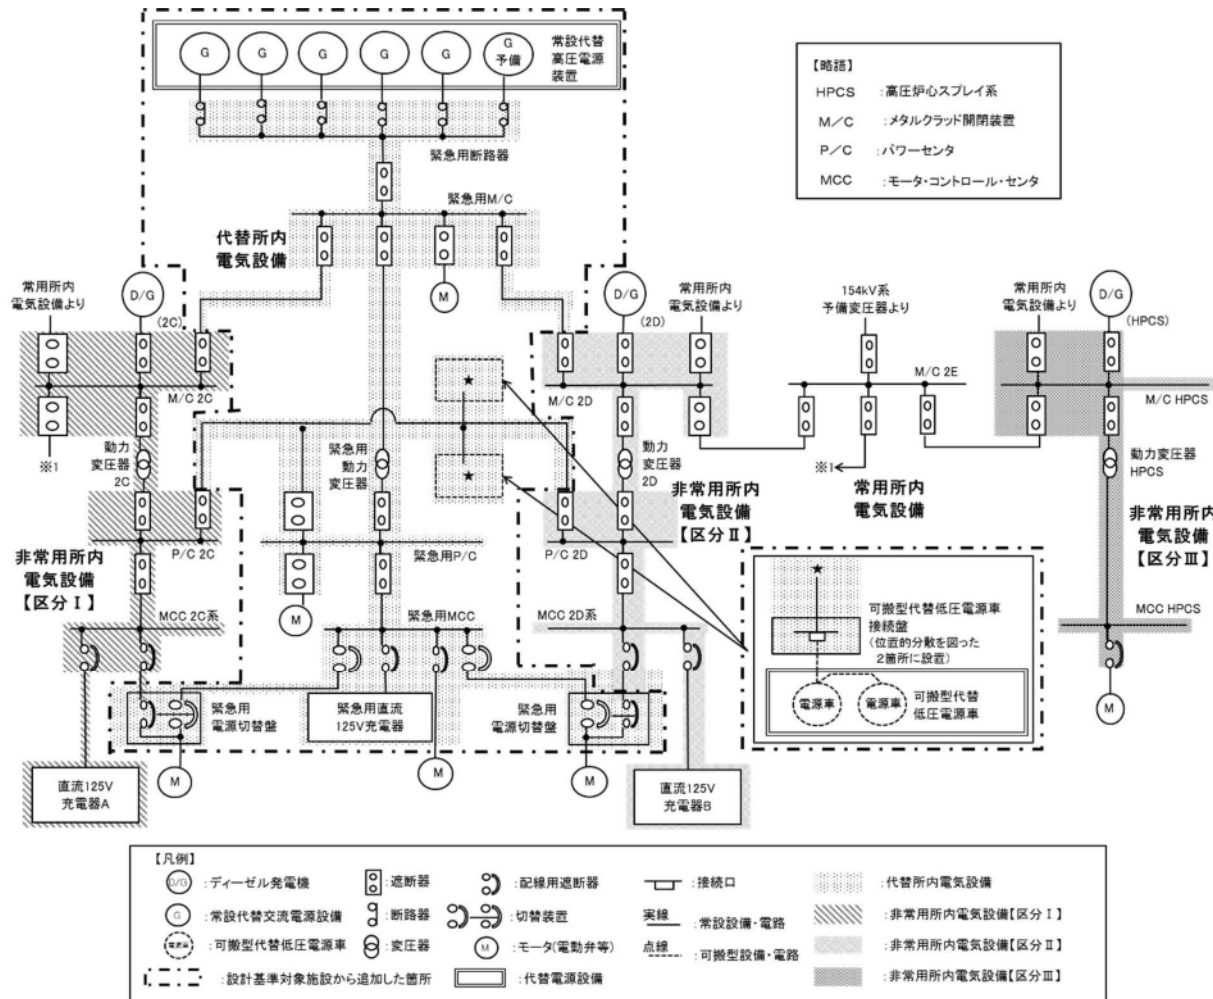 G
G
G
G
G
G
予備
常設代替
高圧電源
装置
緊急用断路器
緊急用M/C
代替所内
電気設備
M
【略語】
HPCS :高圧炉心スプレイ系
M/C :メタルクラッド開閉装置
P/C :パワーセンタ
MCC :モータ・コントロール・センタ
常用所内
電気設備より
D/G
(2C)
D/G
(2D)
常用所内
電気設備より
154kV系
予備変圧器より
常用所内
電気設備より
D/G
(HPCS)
M/C 2C
M/C 2D
M/C 2E
M/C HPCS
★
★
※1
動力
変圧器
2C
緊急用
動力
変圧器
動力
変圧器
2D
※1
常用所内
電気設備
動力変圧器
HPCS
非常用所内
電気設備
【区分Ⅱ】
非常用所内
電気設備
【区分Ⅲ】
P/C 2C
緊急用P/C
P/C 2D
非常用所内
電気設備
【区分Ⅰ】
M
MCC 2C系
緊急用MCC
MCC 2D系
MCC HPCS
★
可搬型代替低圧電源車
接続盤
(位置的分散を図った
2箇所に設置)
電源車
電源車
可搬型代替
低圧電源車
緊急用
電源切替盤
緊急用直流
125V充電器
緊急用
電源切替盤
M
M
M
M
直流125V
充電器A
直流125V
充電器B
【凡例】
D/G :ディーゼル発電機
:遮断器
:配線用遮断器
:接続口
:代替所内電気設備
G :常設代替交流電源設備
:断路器
:切替装置
実線 :常設設備・電路
:非常用所内電気設備【区分Ⅰ】
電源車 :可搬型代替低圧電源車
:変圧器
M :モータ(電動弁等)
点線 :可搬型設備・電路
:非常用所内電気設備【区分Ⅱ】
:設計基準対象施設から追加した箇所
:代替電源設備
:非常用所内電気設備【区分Ⅲ】